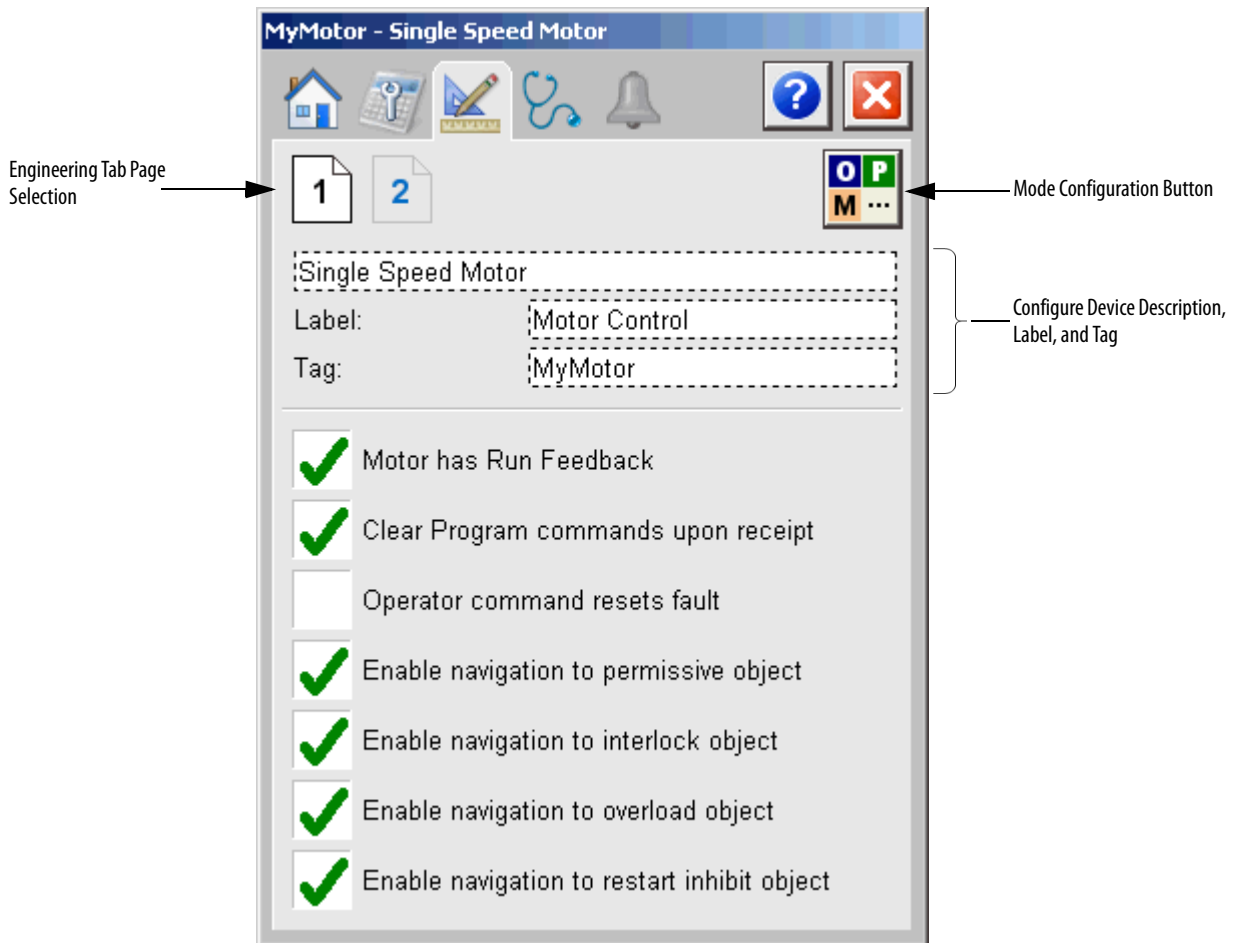 MyMotor - Single Speed Motor
?
Engineering Tab Page
Selection
1
2
O P
M ...
Mode Configuration Button
Single Speed Motor
Label: Motor Control
Tag: MyMotor
Configure Device Description,
Label, and Tag
Motor has Run Feedback
Clear Program commands upon receipt
Operator command resets fault
Enable navigation to permissive object
Enable navigation to interlock object
Enable navigation to overload object
Enable navigation to restart inhibit object